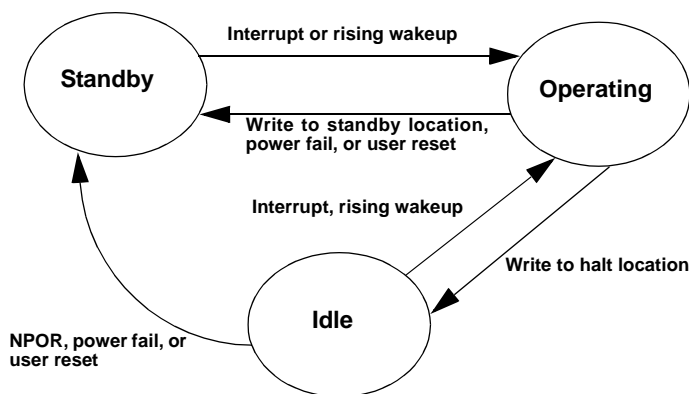 Interrupt or rising wakeup
Standby
Operating
Write to standby location,
power fail, or user reset
Interrupt, rising wakeup
Write to halt location
Idle
NPOR, power fail, or
user reset